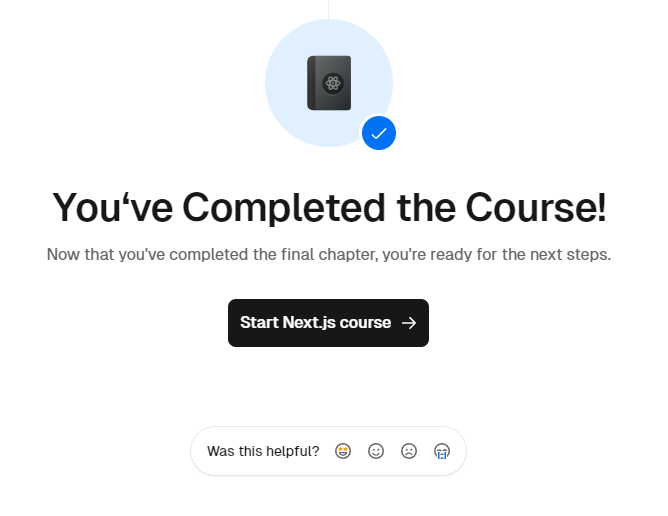 You‘ve Completed the Course!
Now that you've completed the final chapter, you're ready for the next steps.
Start Next.js course
Was this helpful?